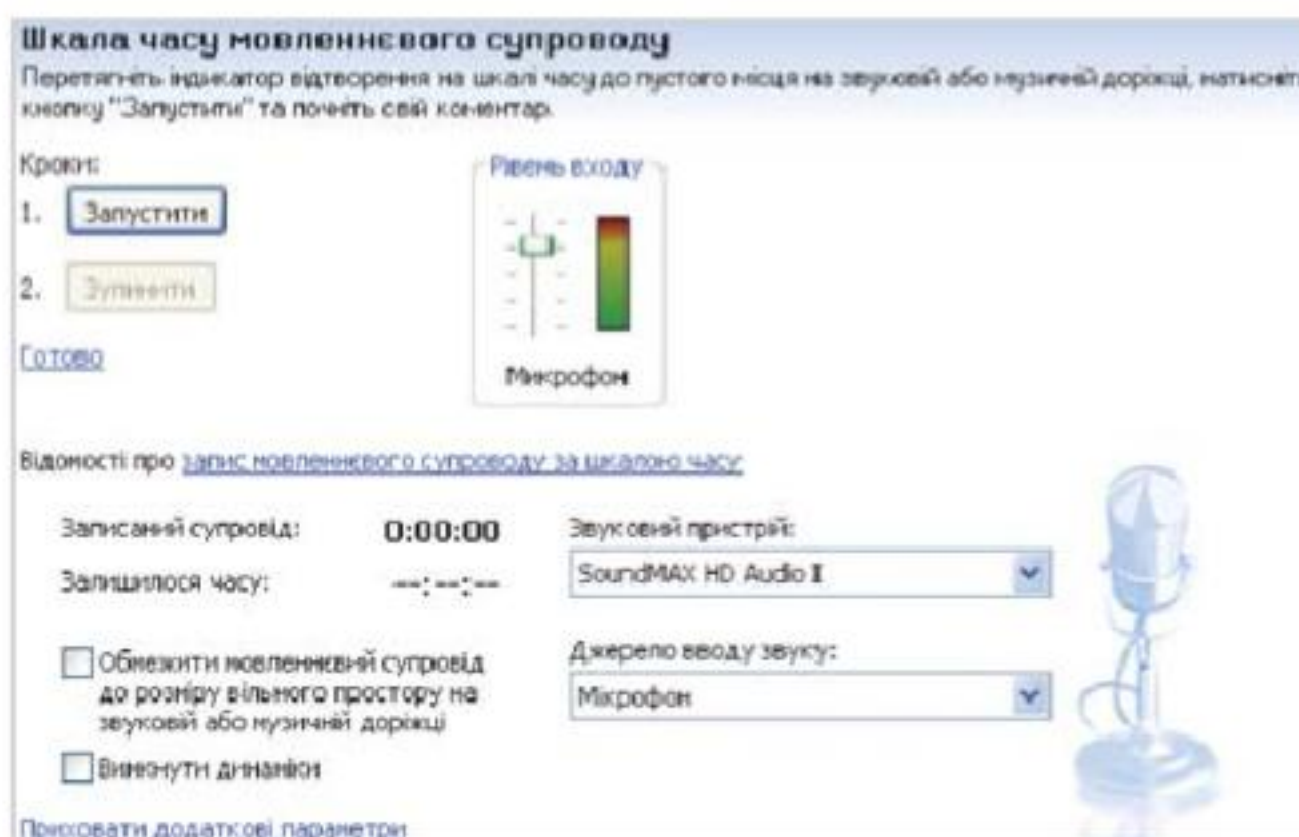 Шкала часу мовленнєвого супроводу
Перетягніть індикатор відтворення на шкалі часу до пустого місця на звуковій або музичній доріжці, натисніть
кнопку "Запустити" та почніть свій коментар.
Кроки:
1. Запустити
2. Зупинити
Готово
Рівень входу
Микрофон
Відомості про запис мовленнєвого супроводу за шкалою часу
Записаний супровід: 0:00:00
Залишилося часу: --:--:--
Звуковий пристрій:
SoundMAX HD Audio I
Джерело вводу звуку:
Мікрофон
Обмежити мовленнєвий супровід
до розміру вільного простору на
звуковій або музичній доріжці
Вимкнути динаміки
Приховати додаткові параметри